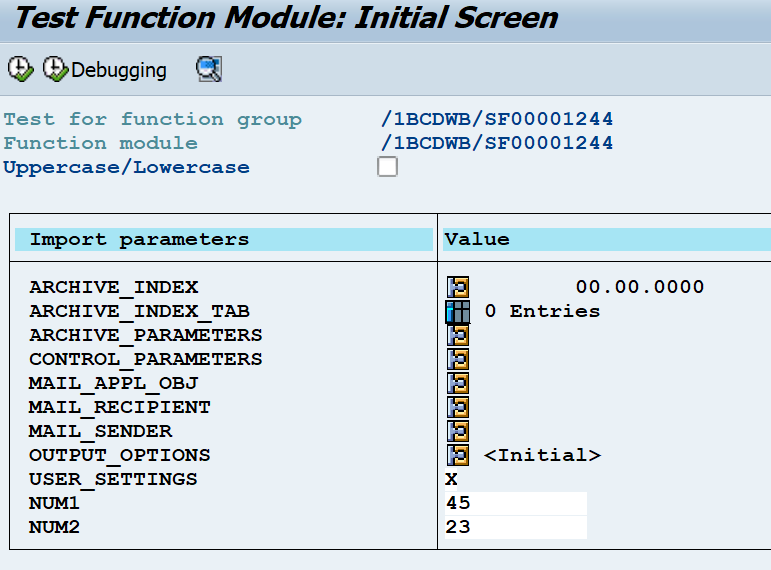 Test Function Module: Initial Screen
Debugging
Test for function group /1BCDWB/SF00001244
Function module /1BCDWB/SF00001244
Uppercase/Lowercase
Import parameters Value
ARCHIVE_INDEX 00.00.0000
ARCHIVE_INDEX_TAB 0 Entries
ARCHIVE_PARAMETERS
CONTROL_PARAMETERS
MAIL_APPL_OBJ
MAIL_RECIPIENT
MAIL_SENDER
OUTPUT_OPTIONS <Initial>
USER_SETTINGS X
NUM1 45
NUM2 23